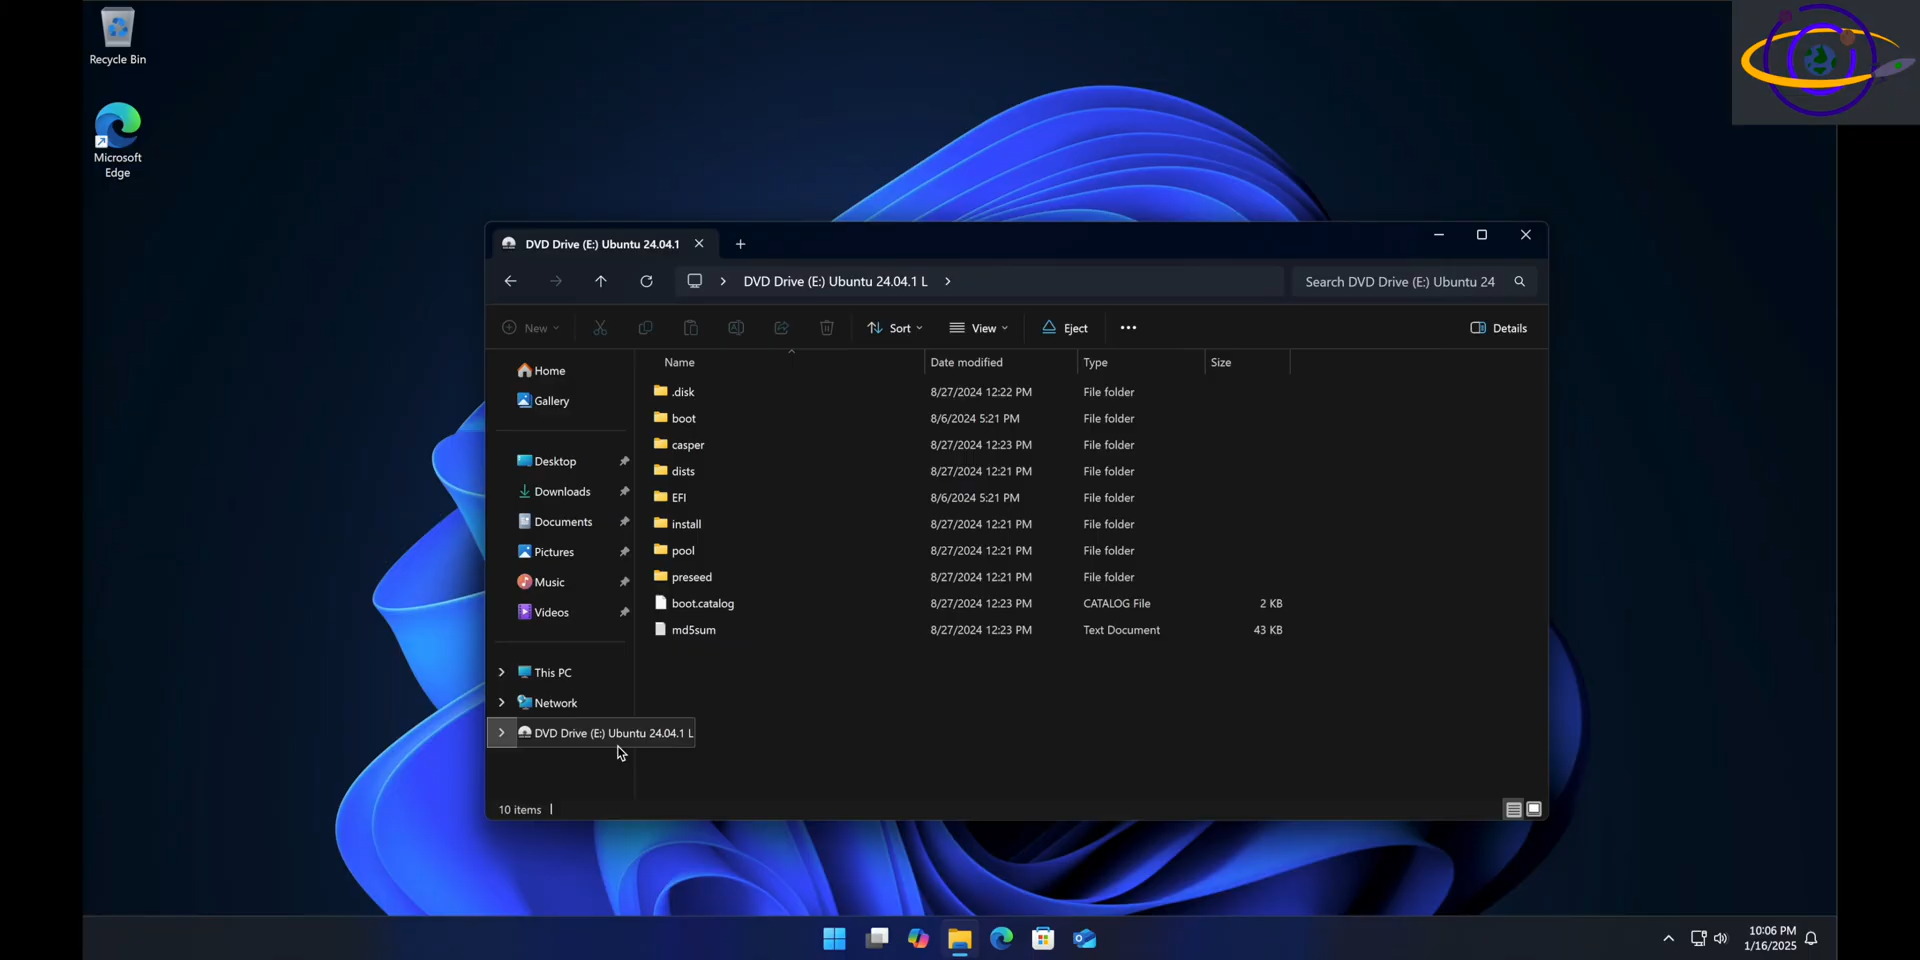 Recycle Bin
Microsoft
Edge
DVD Drive (E:) Ubuntu 24.04.1
DVD Drive (E:) Ubuntu 24.04.1 L
Search DVD Drive (E:) Ubuntu 24
New
Sort
View
Eject
Details
Name Date modified Type Size
Home
Gallery
Desktop
Downloads
Documents
Pictures
Music
Videos
This PC
Network
DVD Drive (E:) Ubuntu 24.04.1 L
.disk 8/27/2024 12:22 PM File folder
boot 8/6/2024 5:21 PM File folder
casper 8/27/2024 12:23 PM File folder
dists 8/27/2024 12:21 PM File folder
EFI 8/6/2024 5:21 PM File folder
install 8/27/2024 12:21 PM File folder
pool 8/27/2024 12:21 PM File folder
preseed 8/27/2024 12:21 PM File folder
boot.catalog 8/27/2024 12:23 PM CATALOG File 2 KB
md5sum 8/27/2024 12:23 PM Text Document 43 KB
10 items
10:06 PM
1/16/2025